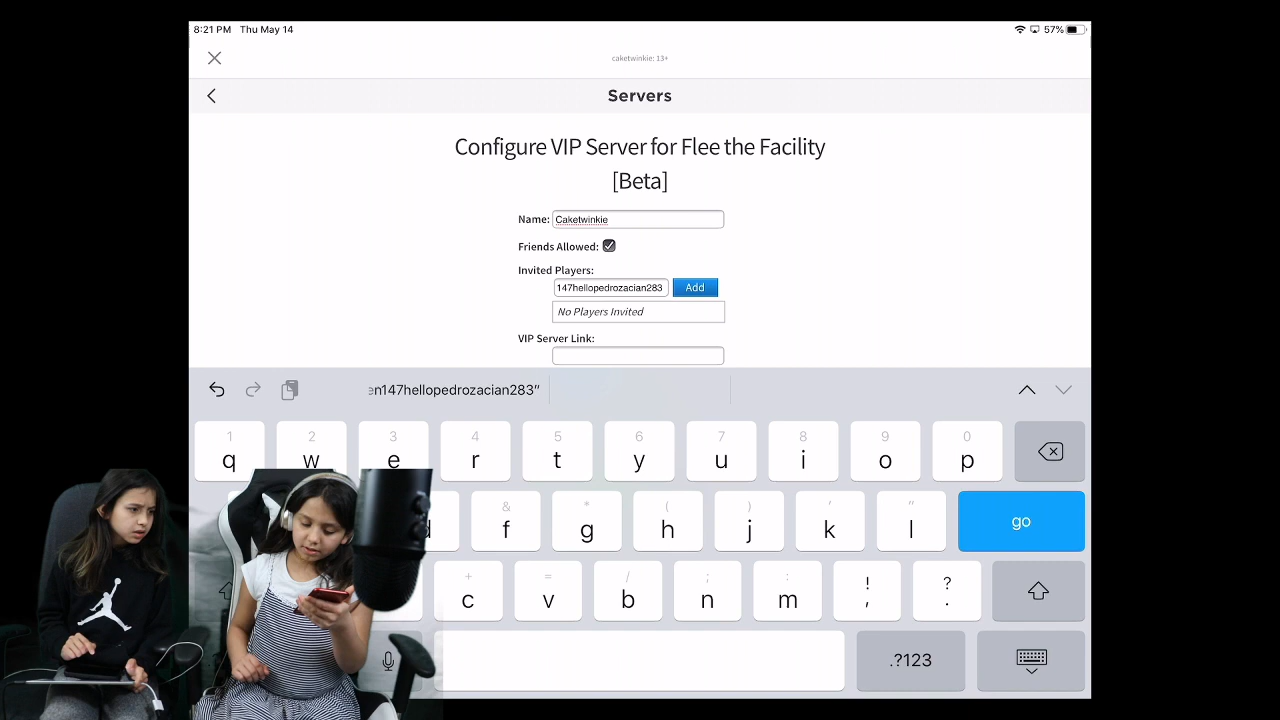 8:21 PM Thu May 14 57%
caketwinkie: 13+
Servers
Configure VIP Server for Flee the Facility
[Beta]
Name: Caketwinkie
Friends Allowed:
Invited Players:
147hellopedrozacian283 Add
No Players Invited
VIP Server Link:
en147hellopedrozacian283"
1 2 3 4 5 6 7 8 9 0
q w e r t y u i o p
& * ( ) ' "
d f g h j k l go
+ = / ; : ! ?
c v b n m , .
.?123